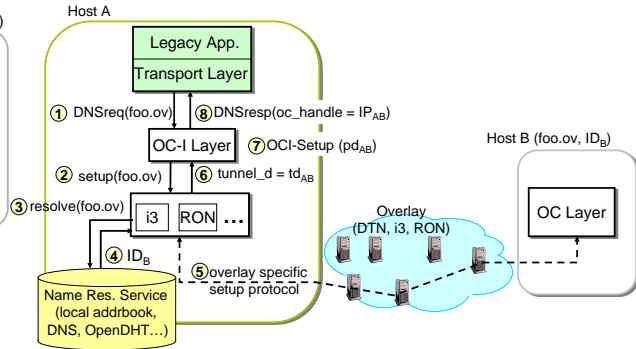 )
Host A
Legacy App.
Transport Layer
1 DNSreq(foo.ov)
8 DNSresp(oc_handle = IP_AB)
OC-I Layer
7 OCI-Setup (pd_AB)
2 setup(foo.ov)
6 tunnel_d = td_AB
3 resolve(foo.ov)
i3
RON
...
4 ID_B
5 overlay specific
setup protocol
Name Res. Service
(local addrbook,
DNS, OpenDHT…)
Overlay
(DTN, i3, RON)
Host B (foo.ov, ID_B)
OC Layer